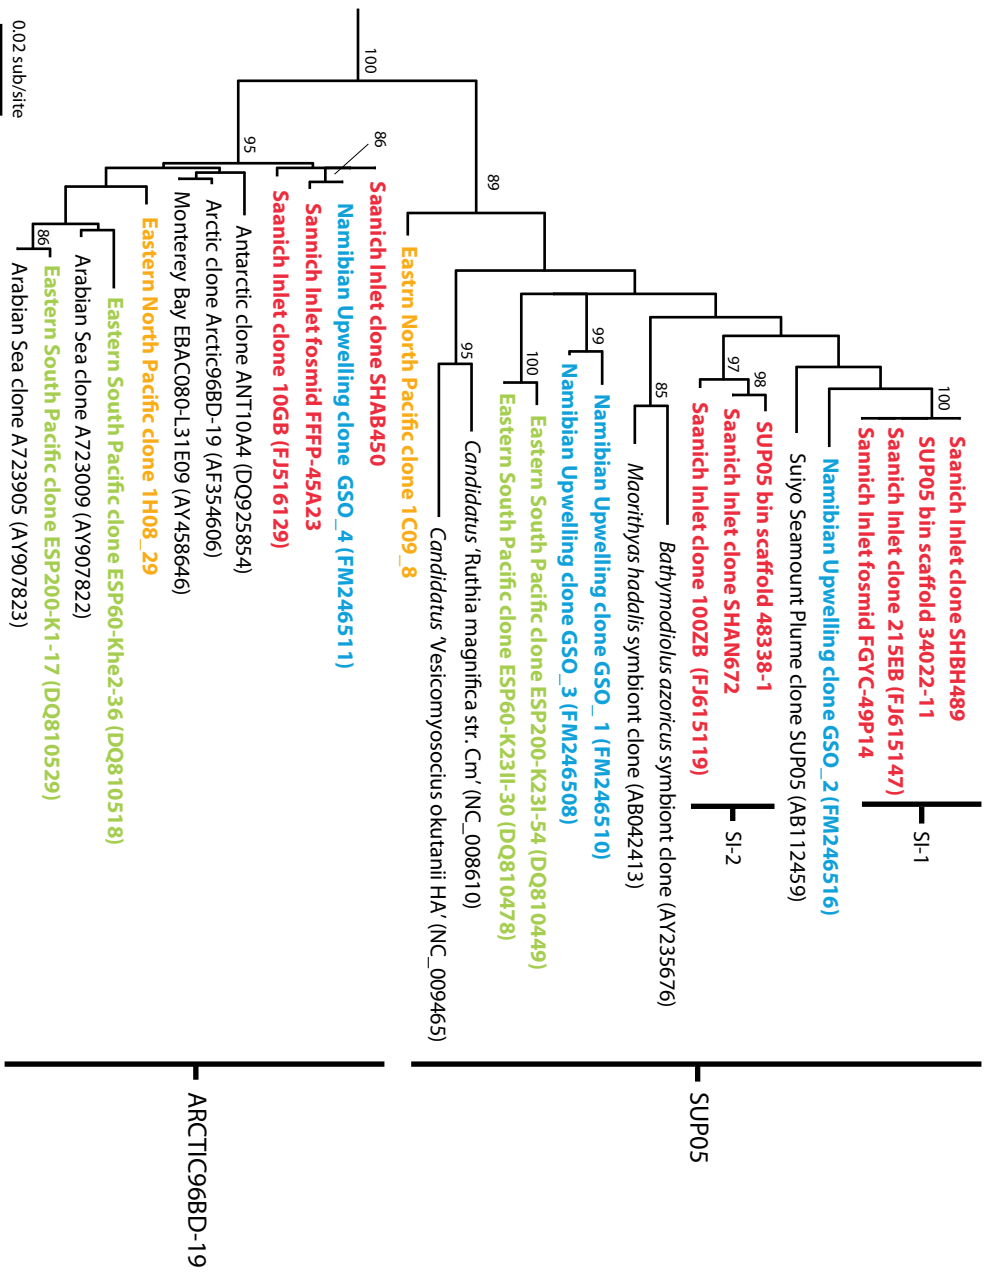 Saanich Inlet clone SHBH489
SUP05 bin scaffold 34022-11
Saanich Inlet clone 215EB (FJ615147)
Sannich Inlet fosmid FGYC-49P14
Namibian Upwelling clone GSO_2 (FM246516)
Suiyo Seamount Plume clone SUP05 (AB112459)
SUP05 bin scaffold 48338-1
Saanich Inlet clone SHAN672
Saanich Inlet clone 100ZB (FJ615119)
Bathymodiolus azoricus symbiont clone (AY235676)
Maorithyas hadalis symbiont clone (AB042413)
Namibian Upwelling clone GSO_1 (FM246510)
Namibian Upwelling clone GSO_3 (FM246508)
Eastern South Pacific clone ESP200-K23I-54 (DQ810449)
Eastern South Pacific clone ESP60-K23II-30 (DQ810478)
Candidatus 'Ruthia magnifica str. Cm' (NC_008610)
Candidatus 'Vesicomyosocius okutanii HA' (NC_009465)
Eastrn North Pacific clone 1C09_8
Saanich Inlet clone SHAB450
Namibian Upwelling clone GSO_4 (FM246511)
Sannich Inlet fosmid FFFP-45A23
Saanich Inlet clone 10GB (FJ516129)
Antarctic clone ANT10A4 (DQ925854)
Arctic clone Arctic96BD-19 (AF354606)
Monterey Bay EBAC080-L31E09 (AY458646)
Eastern North Pacific clone 1H08_29
Eastern South Pacific clone ESP60-Khe2-36 (DQ810518)
Arabian Sea clone A723009 (AY907822)
Eastern South Pacific clone ESP200-K1-17 (DQ810529)
Arabian Sea clone A723905 (AY907823)
SI-1
SI-2
SUP05
ARCTIC96BD-19
100
89
100
98
97
85
99
100
95
86
95
86
0.02 sub/site